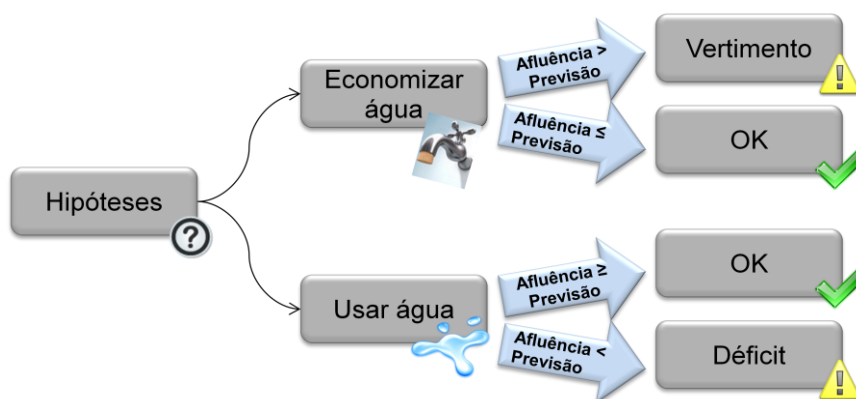 Hipóteses
?
Economizar
água
Afluência >
Previsão
Vertimento
!
Afluência ≤
Previsão
OK
Usar água
Afluência ≥
Previsão
OK
Afluência <
Previsão
Déficit
!